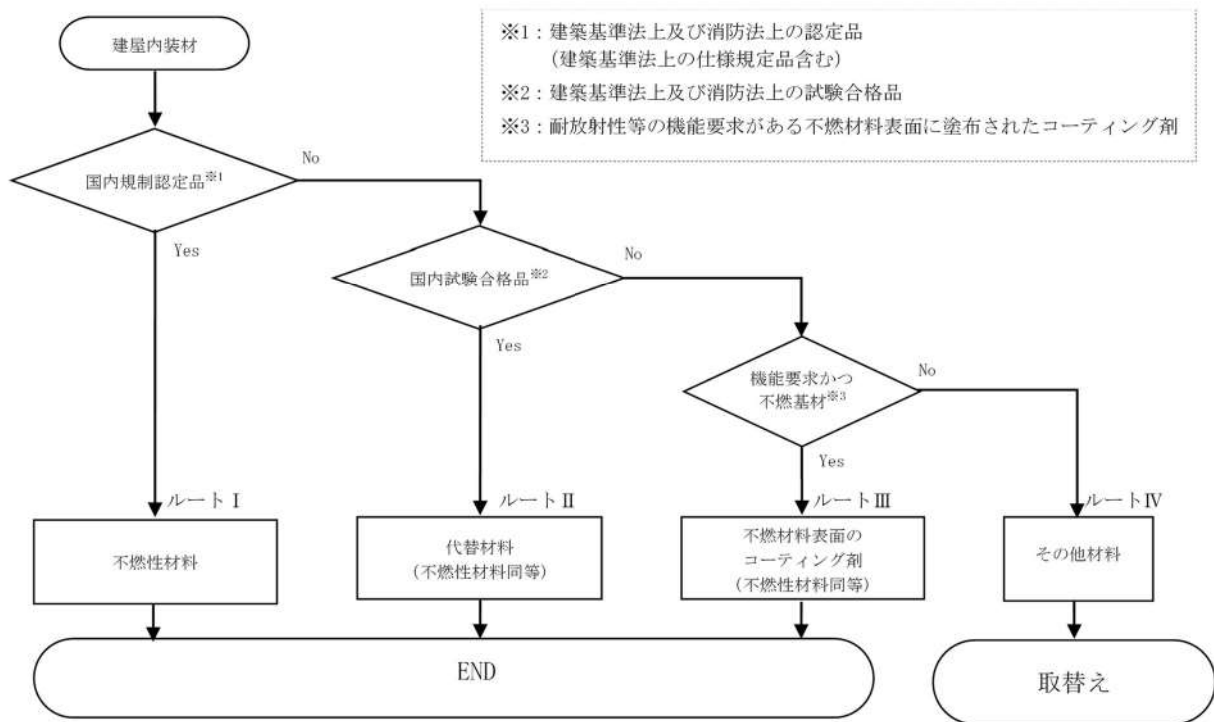 建屋内装材
※1：建築基準法上及び消防法上の認定品
(建築基準法上の仕様規定品含む)
※2：建築基準法上及び消防法上の試験合格品
※3：耐放射性等の機能要求がある不燃材料表面に塗布されたコーティング剤
国内規制認定品※1
No
Yes
国内試験合格品※2
No
Yes
機能要求かつ
不燃基材※3
No
Yes
ルートⅠ
不燃性材料
ルートⅡ
代替材料
(不燃性材料同等)
ルートⅢ
不燃材料表面の
コーティング剤
(不燃性材料同等)
ルートⅣ
その他材料
END
取替え